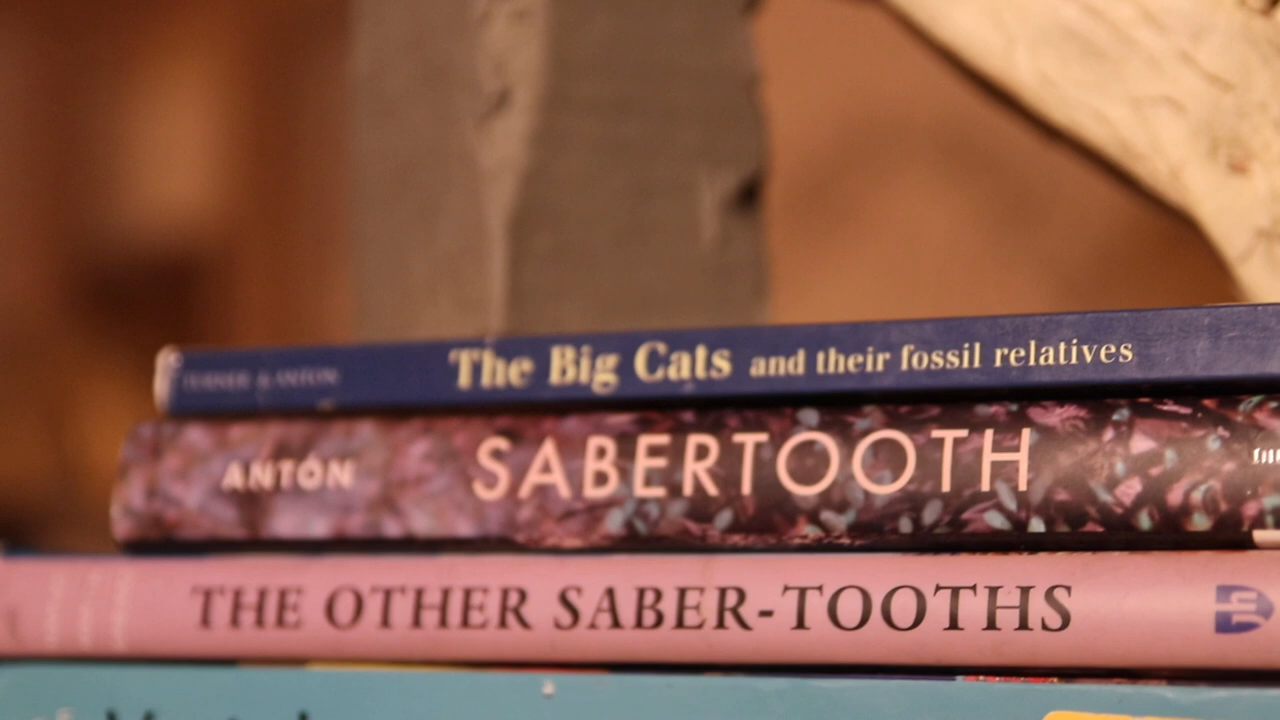 TURNER & ANTÓN The Big Cats and their fossil relatives
ANTÓN SABERTOOTH
THE OTHER SABER-TOOTHS